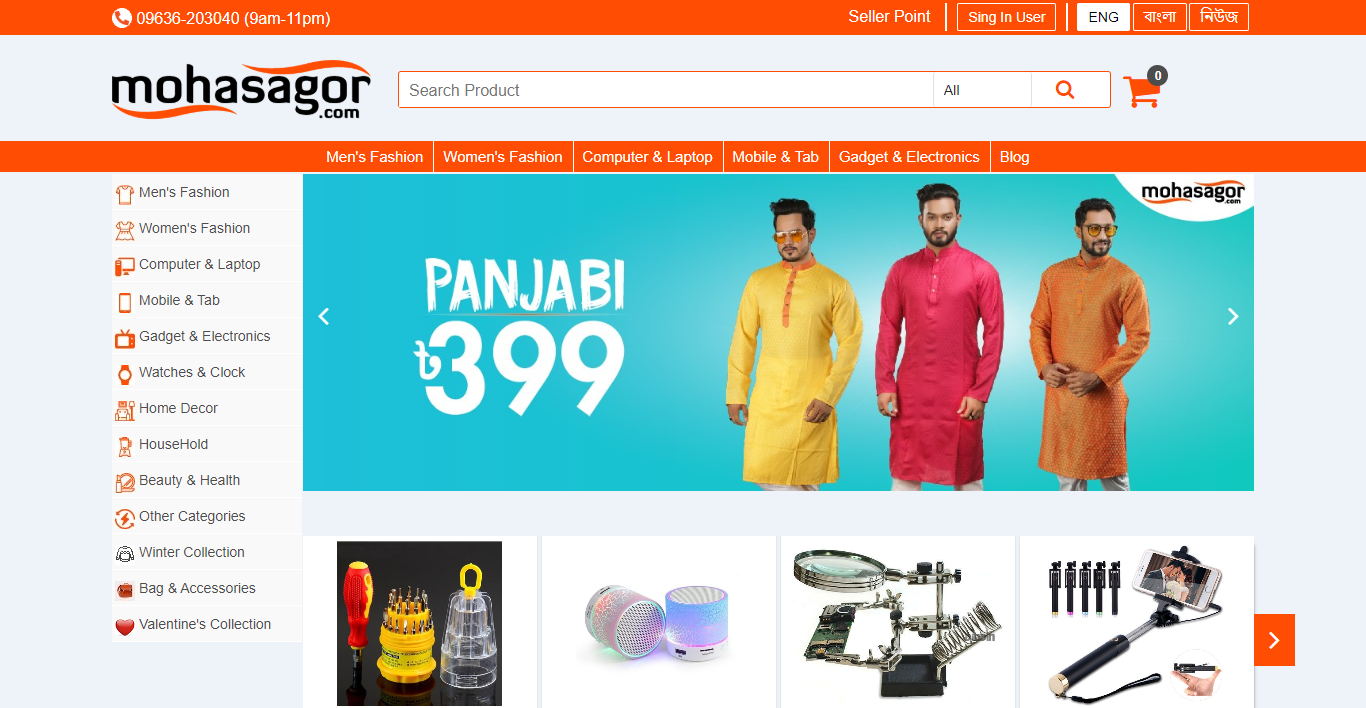 09636-203040 (9am-11pm)
Seller Point
Sing In User
ENG
বাংলা
নিউজ
mohasagor
.com
Search Product
All
0
Men's Fashion
Women's Fashion
Computer & Laptop
Mobile & Tab
Gadget & Electronics
Blog
Men's Fashion
Women's Fashion
Computer & Laptop
Mobile & Tab
Gadget & Electronics
Watches & Clock
Home Decor
HouseHold
Beauty & Health
Other Categories
Winter Collection
Bag & Accessories
Valentine's Collection
PANJABI
৳399
mohasagor
.com